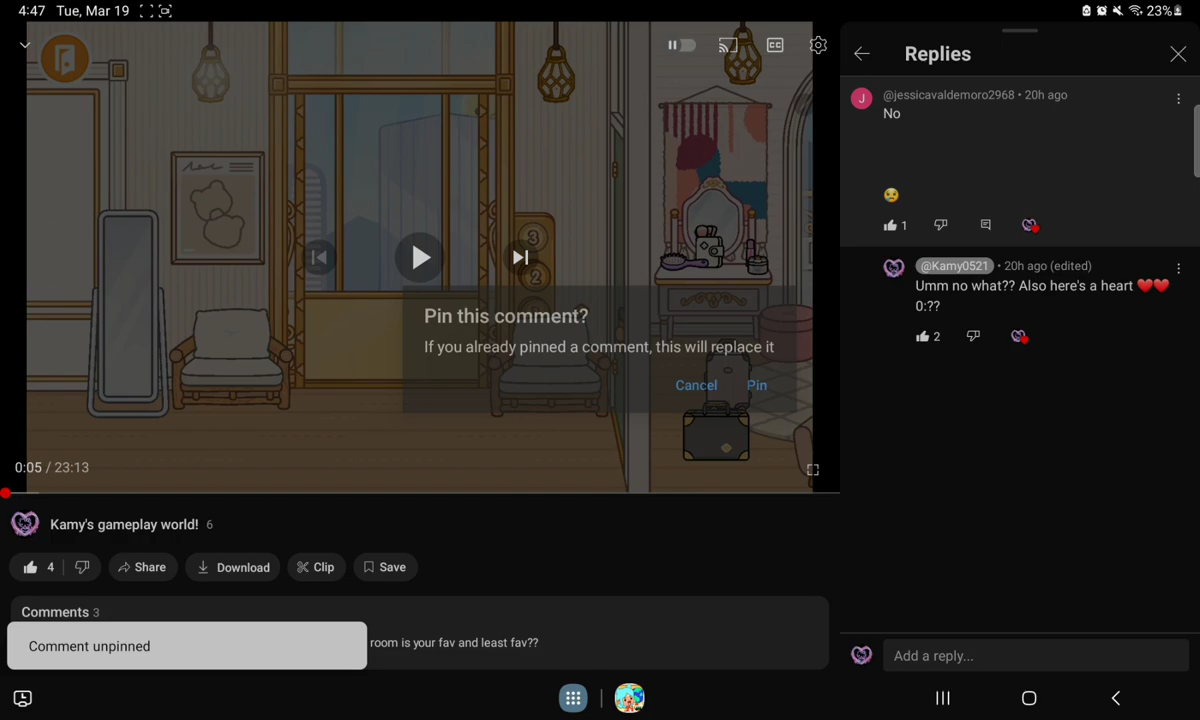 4:47 Tue, Mar 19
23%
CC
3
2
Pin this comment?
If you already pinned a comment, this will replace it
Cancel Pin
0:05 / 23:13
Kamy's gameplay world! 6
4
Share
Download
Clip
Save
Comments 3
room is your fav and least fav??
Comment unpinned
Replies
J
@jessicavaldemoro2968 • 20h ago
No
😢
1
@Kamy0521 • 20h ago (edited)
Umm no what?? Also here's a heart ❤️❤️
0:??
2
Add a reply...